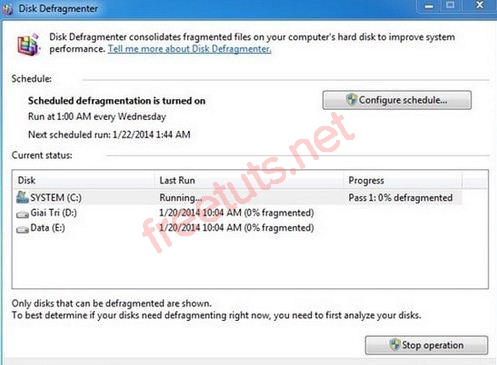 Disk Defragmenter
Disk Defragmenter consolidates fragmented files on your computer's hard disk to improve system
performance. Tell me more about Disk Defragmenter.
Schedule:
Scheduled defragmentation is turned on
Configure schedule...
Run at 1:00 AM every Wednesday
Next scheduled run: 1/22/2014 1:44 AM
Current status:
Disk Last Run Progress
SYSTEM (C:) Running... Pass 1: 0% defragmented
Giai Tri (D:) 1/20/2014 10:04 AM (0% fragmented)
Data (E:) 1/20/2014 10:04 AM (0% fragmented)
freetuts.net
Only disks that can be defragmented are shown.
To best determine if your disks need defragmenting right now, you need to first analyze your disks.
Stop operation